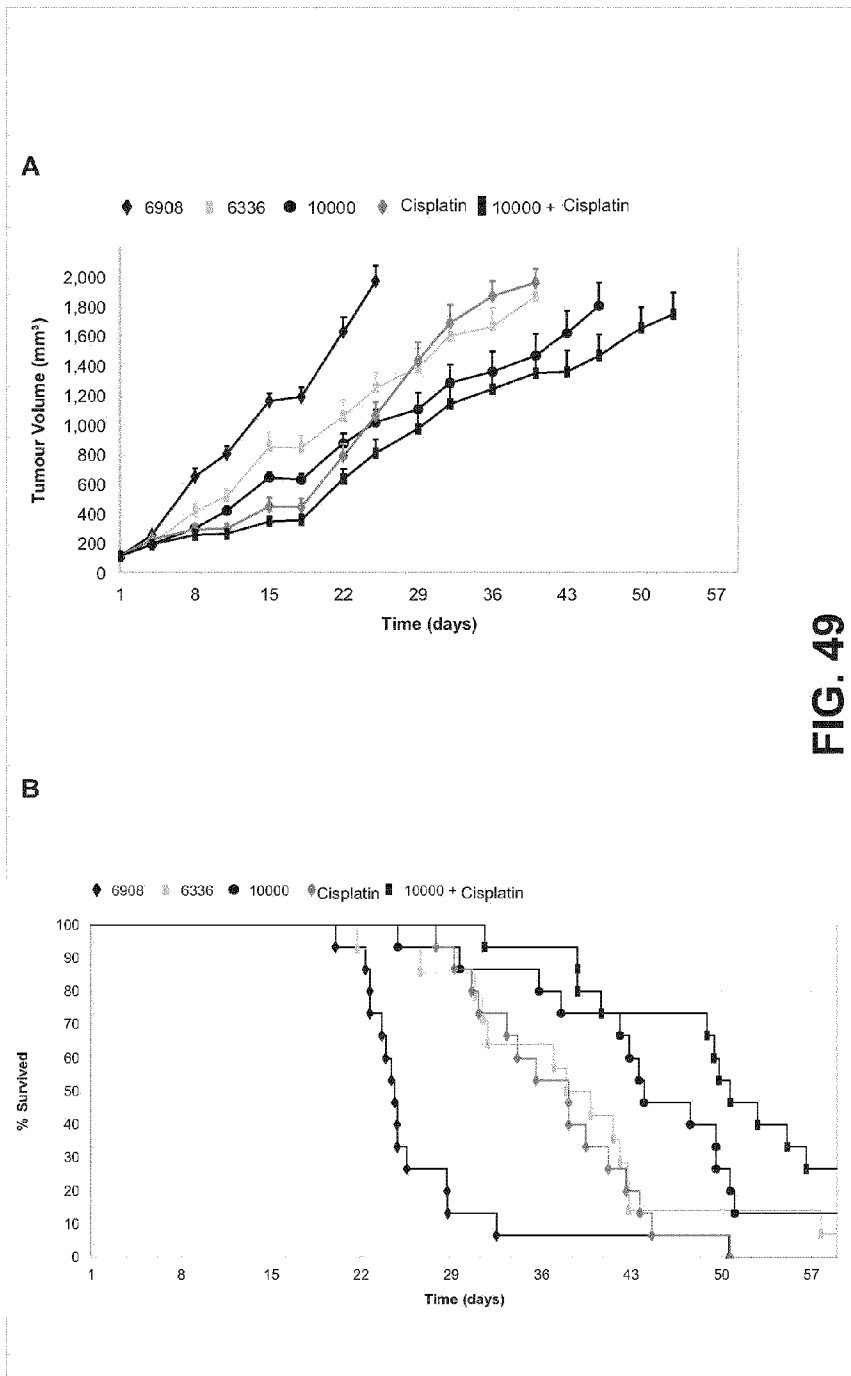 A
6908 6336 10000 Cisplatin 10000 + Cisplatin
2,000
1,800
1,600
1,400
1,200
1,000
800
600
400
200
0
Tumour Volume (mm³)
1 8 15 22 29 36 43 50 57
Time (days)
FIG. 49
B
6908 6336 10000 Cisplatin 10000 + Cisplatin
100
90
80
70
60
50
40
30
20
10
0
% Survived
1 8 15 22 29 36 43 50 57
Time (days)